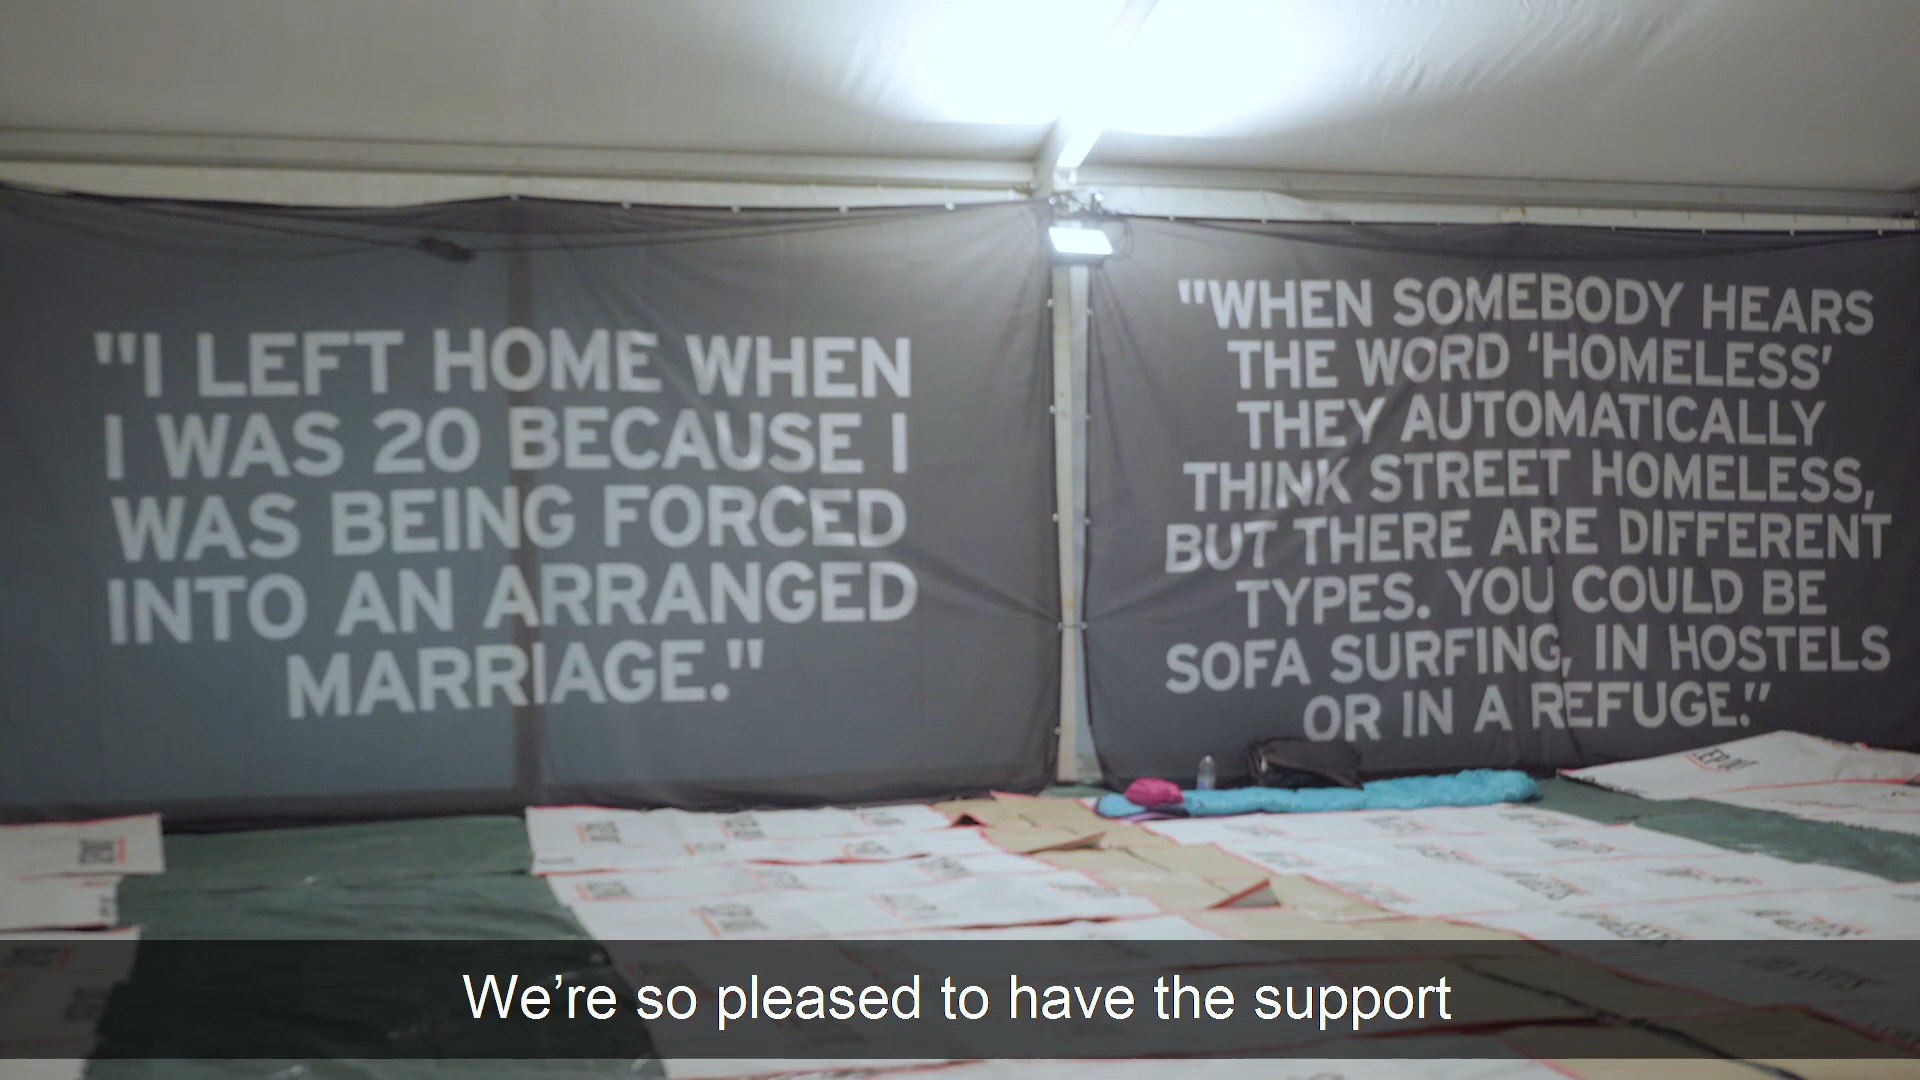 "I LEFT HOME WHEN
I WAS 20 BECAUSE I
WAS BEING FORCED
INTO AN ARRANGED
MARRIAGE."
"WHEN SOMEBODY HEARS
THE WORD ‘HOMELESS’
THEY AUTOMATICALLY
THINK STREET HOMELESS,
BUT THERE ARE DIFFERENT
TYPES. YOU COULD BE
SOFA SURFING, IN HOSTELS
OR IN A REFUGE."
We’re so pleased to have the support